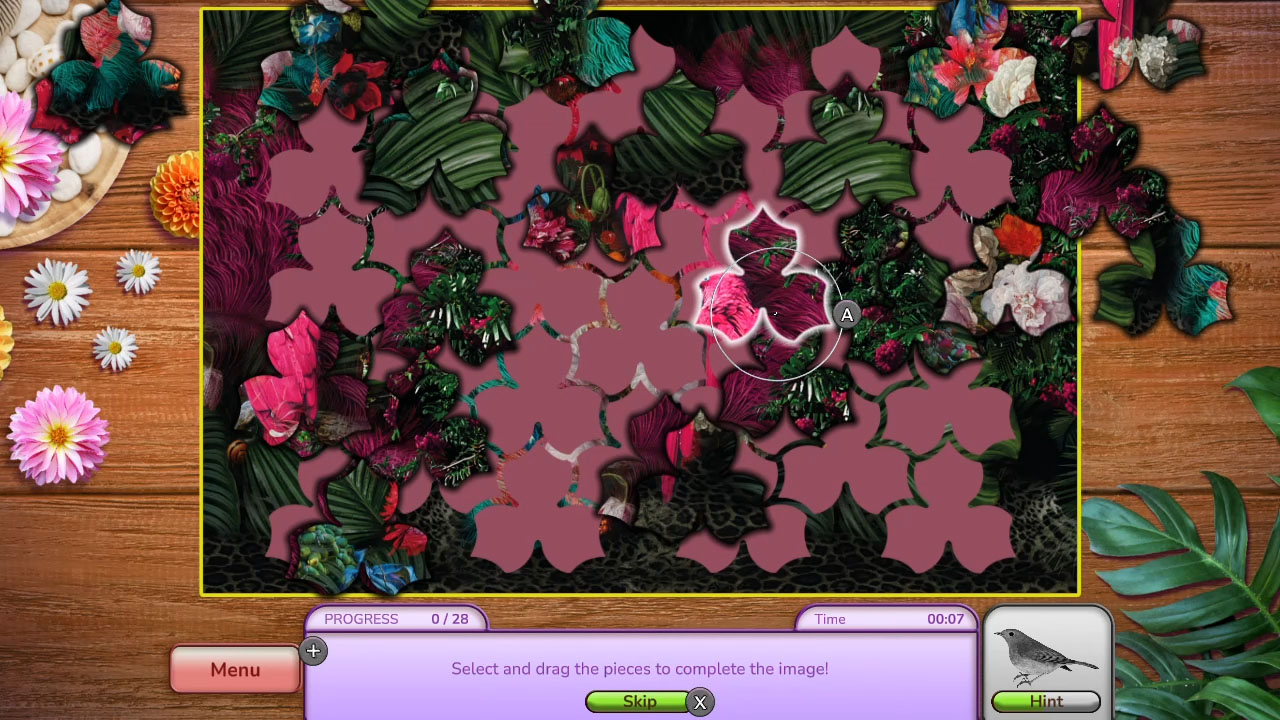 A
PROGRESS 0 / 28
Time 00:07
+
Menu
Select and drag the pieces to complete the image!
Skip X
Hint